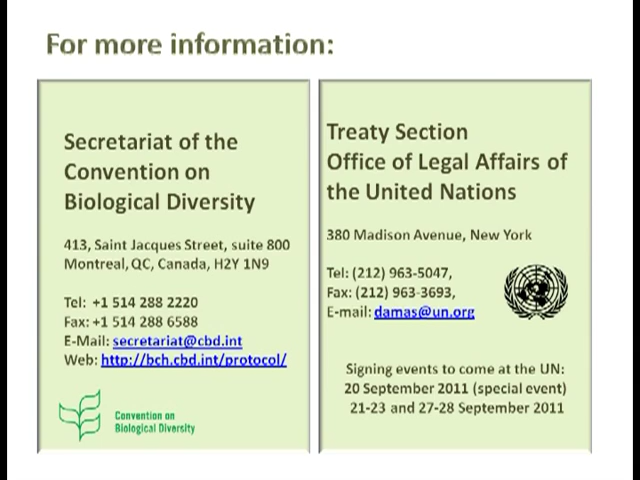 For more information:
Secretariat of the
Convention on
Biological Diversity
413, Saint Jacques Street, suite 800
Montreal, QC, Canada, H2Y 1N9
Tel: +1 514 288 2220
Fax: +1 514 288 6588
E-Mail: secretariat@cbd.int
Web: http://bch.cbd.int/protocol/
Convention on
Biological Diversity
Treaty Section
Office of Legal Affairs of
the United Nations
380 Madison Avenue, New York
Tel: (212) 963-5047,
Fax: (212) 963-3693,
E-mail: damas@un.org
Signing events to come at the UN:
20 September 2011 (special event)
21-23 and 27-28 September 2011